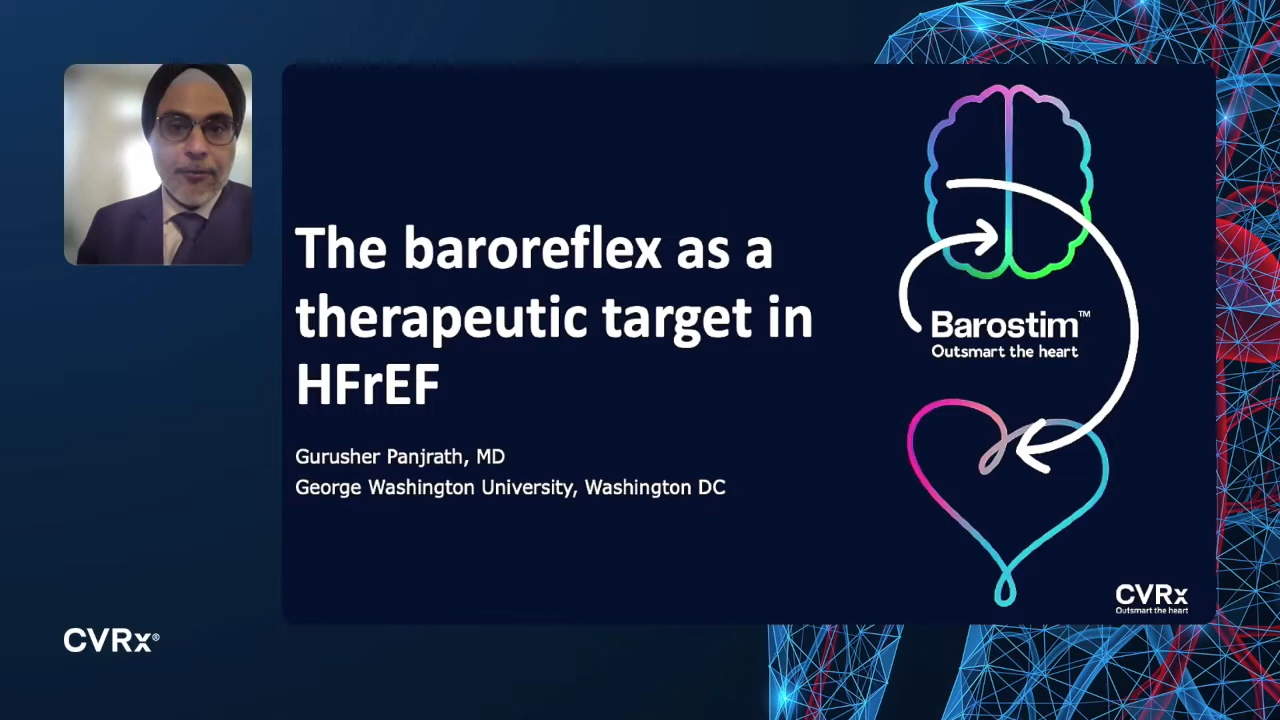 The baroreflex as a
therapeutic target in
HFrEF
Gurusher Panjrath, MD
George Washington University, Washington DC
Barostim™
Outsmart the heart
CVRx
Outsmart the heart
CVRx®